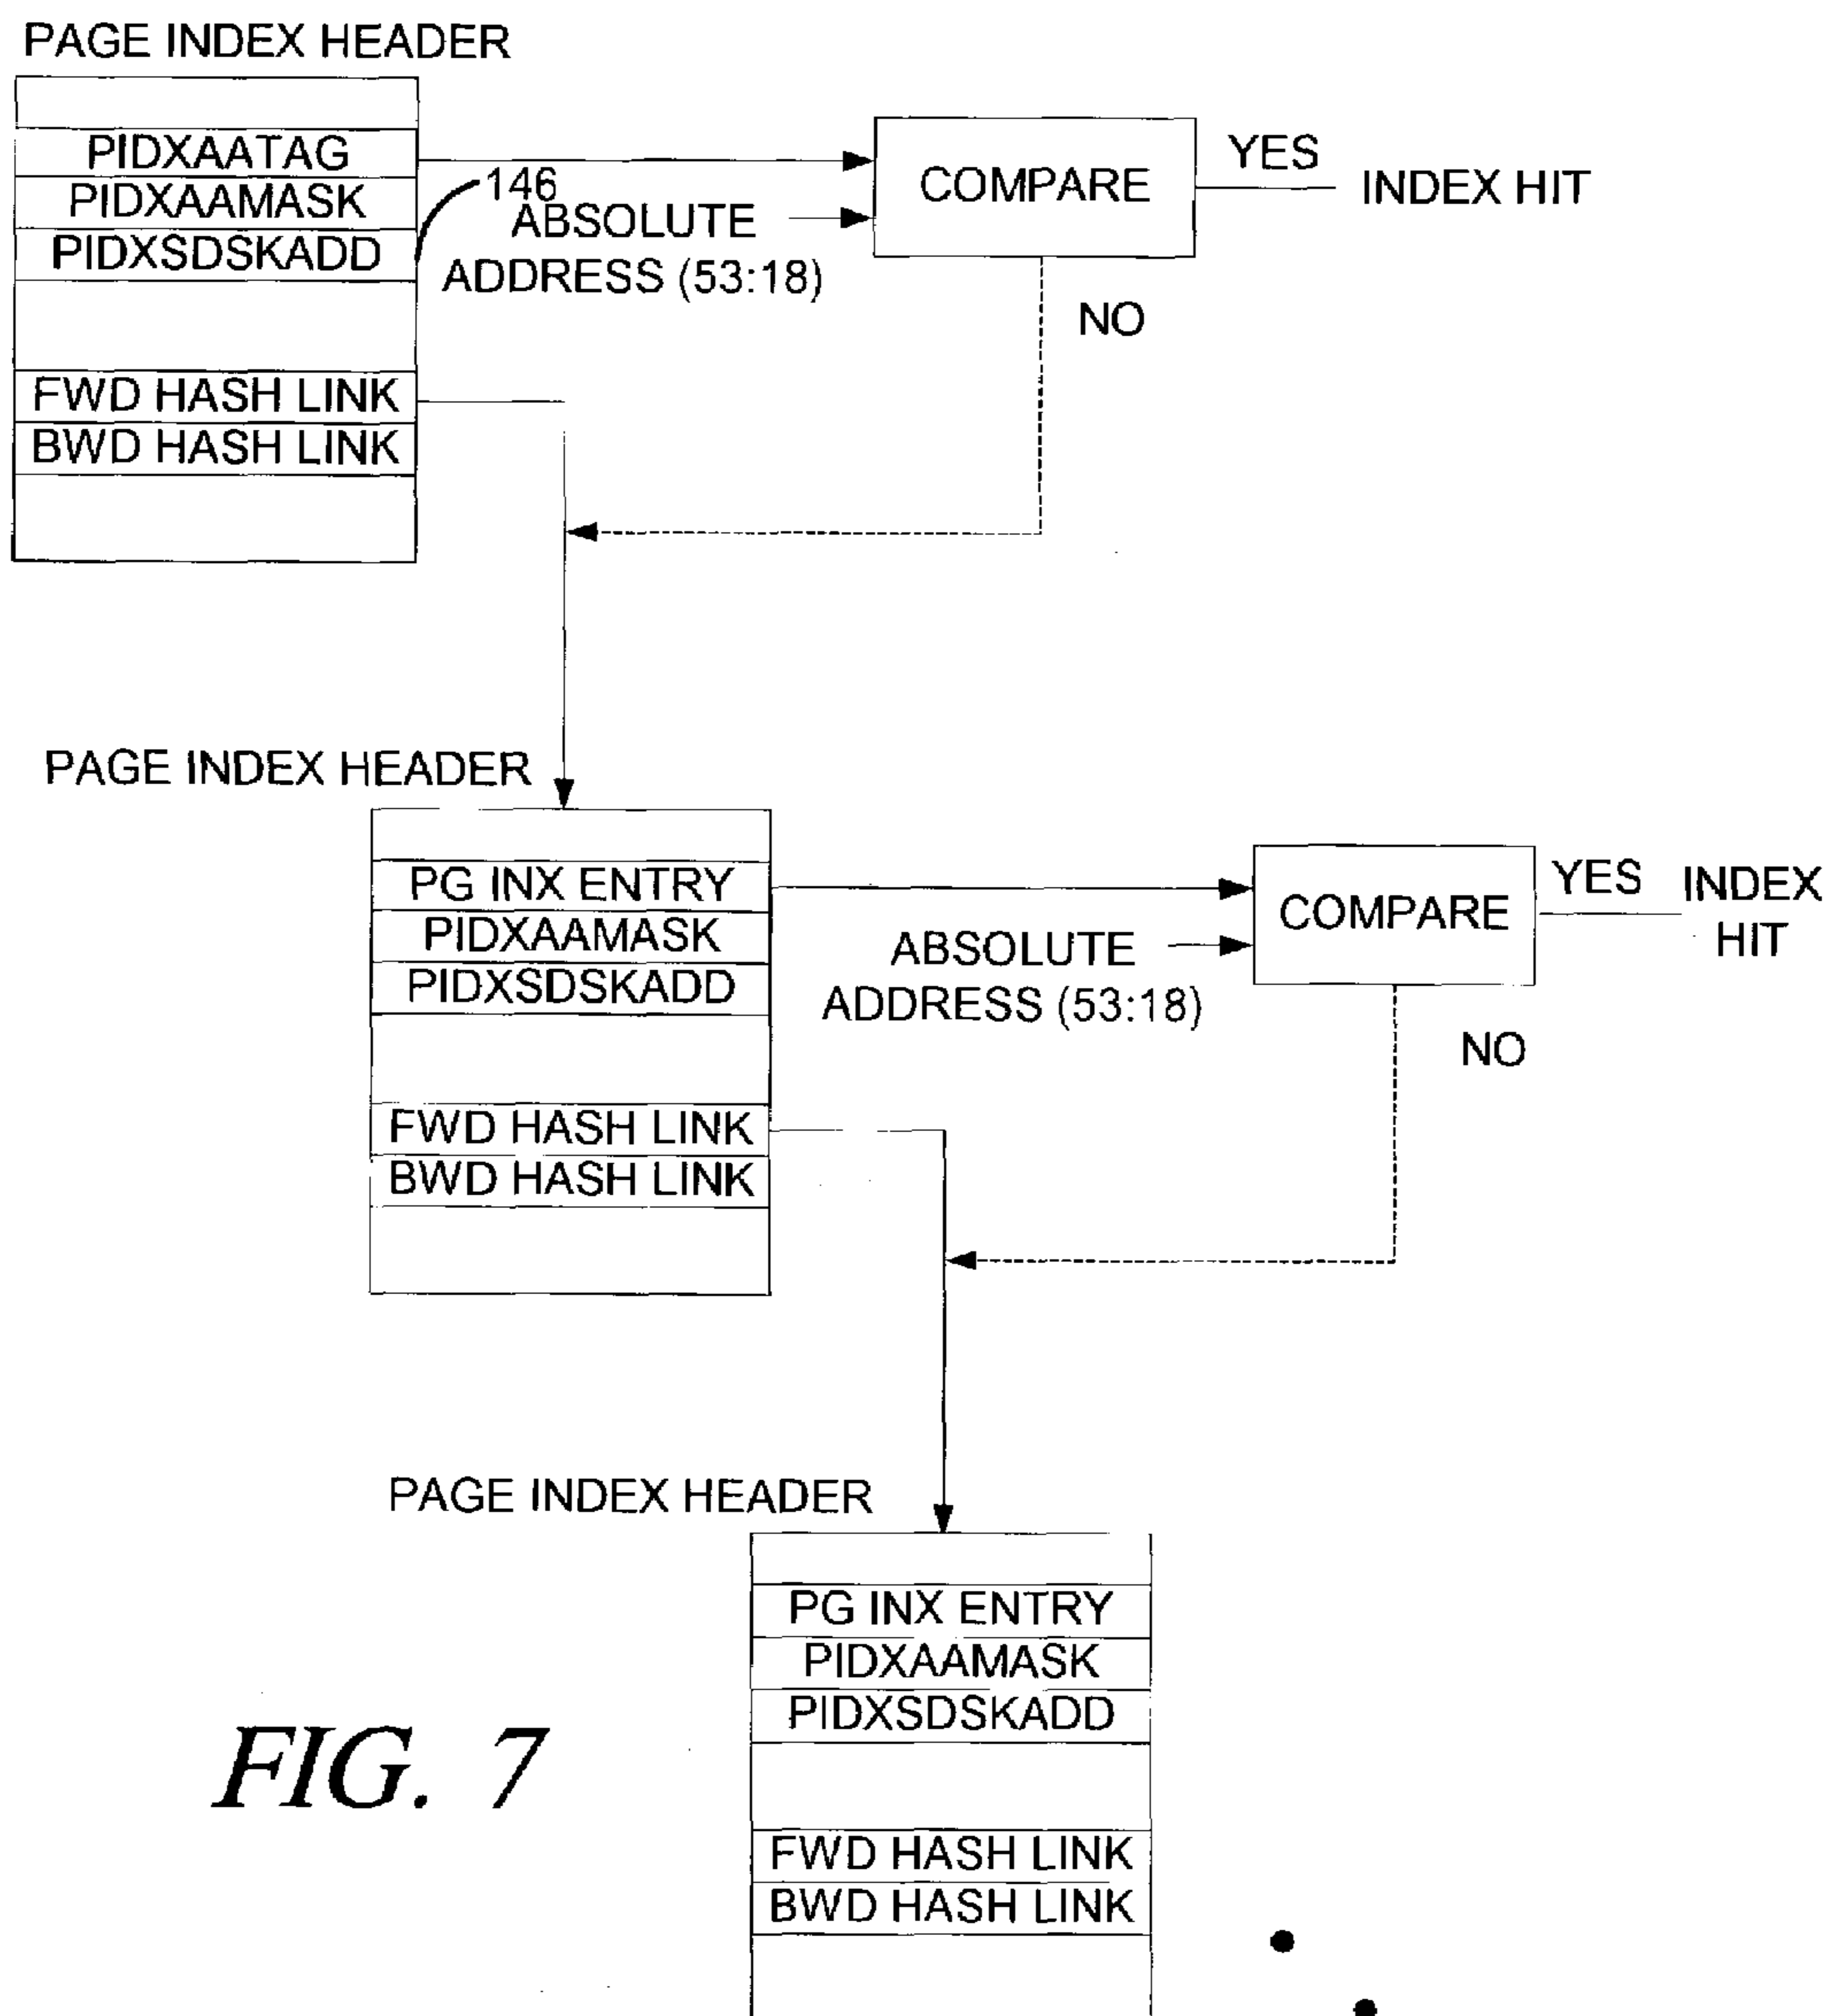 PAGE INDEX HEADER
PIDXAATAG
PIDXAAMASK
PIDXSDSKADD
FWD HASH LINK
BWD HASH LINK
146
ABSOLUTE
ADDRESS (53:18)
COMPARE
YES
INDEX HIT
NO
PAGE INDEX HEADER
PG INX ENTRY
PIDXAAMASK
PIDXSDSKADD
FWD HASH LINK
BWD HASH LINK
ABSOLUTE
ADDRESS (53:18)
COMPARE
YES
INDEX
HIT
NO
PAGE INDEX HEADER
PG INX ENTRY
PIDXAAMASK
PIDXSDSKADD
FWD HASH LINK
BWD HASH LINK
FIG. 7